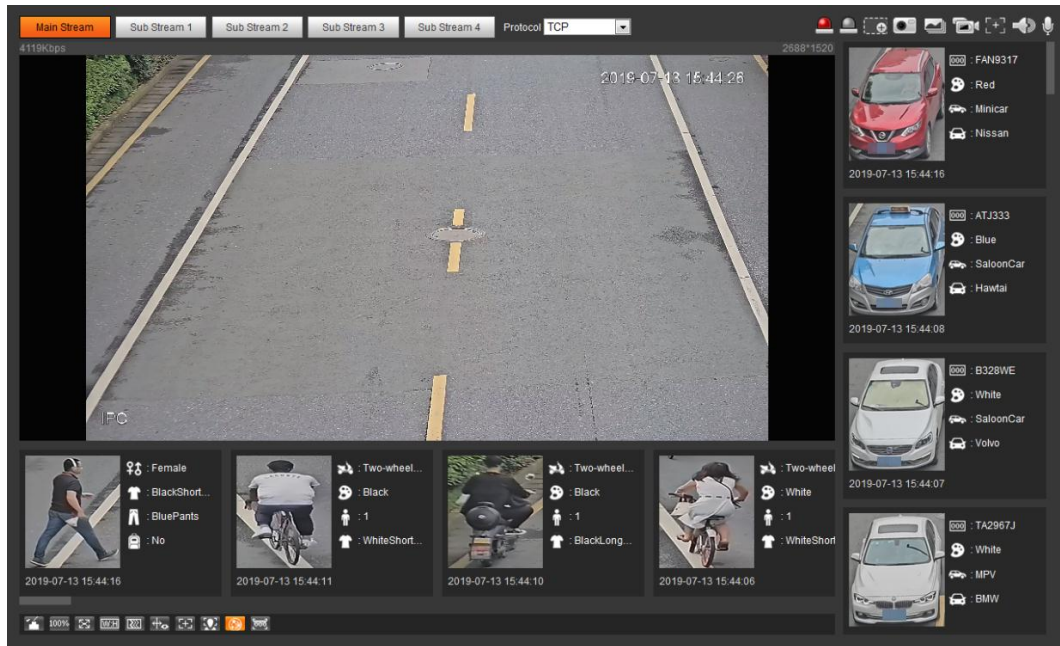 Main Stream
Sub Stream 1
Sub Stream 2
Sub Stream 3
Sub Stream 4
Protocol TCP
4119Kbps
2688*1520
2019-07-13 15:44:26
IPC
000 : FAN9317
: Red
: Minicar
: Nissan
2019-07-13 15:44:16
000 : ATJ333
: Blue
: SaloonCar
: Hawtai
2019-07-13 15:44:08
000 : B328WE
: White
: SaloonCar
: Volvo
2019-07-13 15:44:07
000 : TA2967J
: White
: MPV
: BMW
: Female
: BlackShort...
: BluePants
: No
2019-07-13 15:44:16
: Two-wheel...
: Black
: 1
: WhiteShort...
2019-07-13 15:44:11
: Two-wheel...
: Black
: 1
: BlackLong...
2019-07-13 15:44:10
: Two-wheel
: White
: 1
: WhiteShort
2019-07-13 15:44:06
100%
W:H